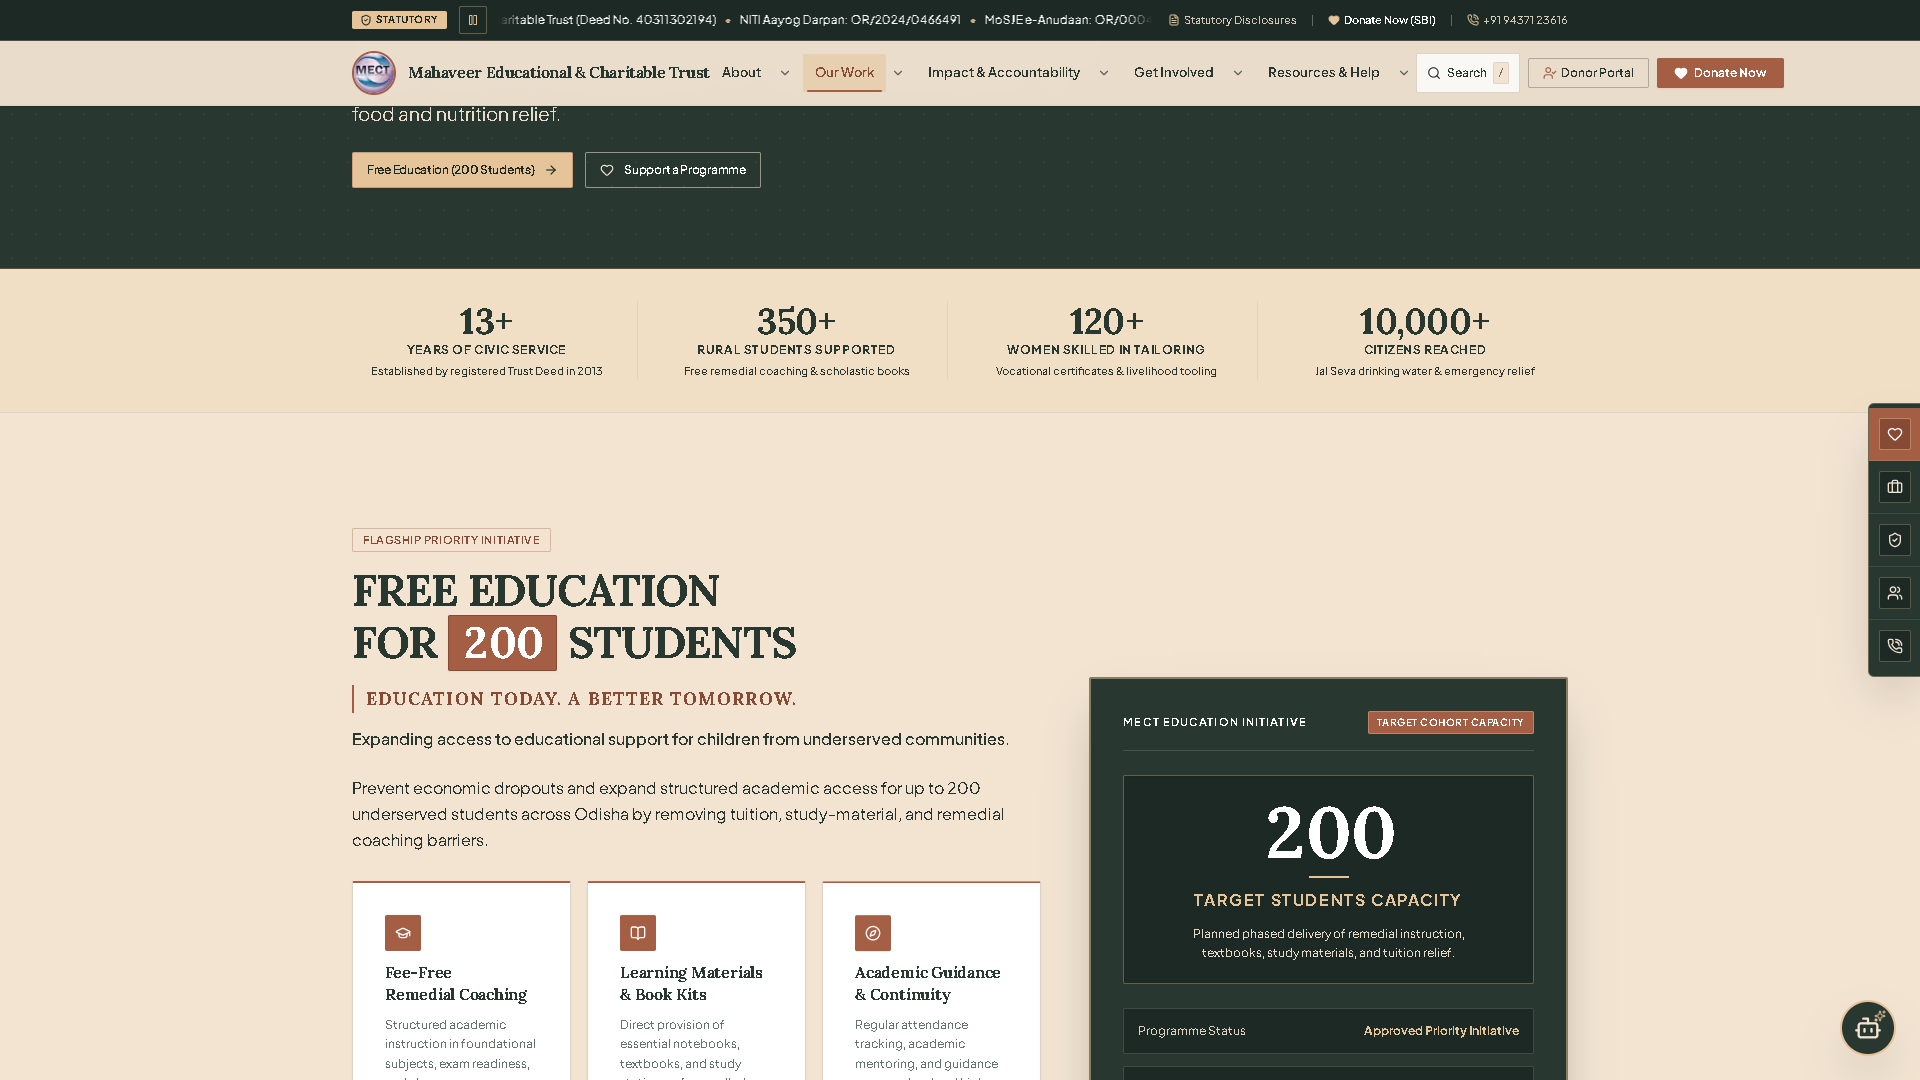 STATUTORY
Trust (Deed No. 40311302194) • NITI Aayog Darpan: OR/2024/0466491 • MoSJE e-Anudaan:
Statutory Disclosures
Donate Now (SBI)
+91 94371 23616
MECT
Mahaveer Educational & Charitable Trust
About
Our Work
Impact & Accountability
Get Involved
Resources & Help
Search /
Donor Portal
Donate Now
food and nutrition relief.
Free Education (200 Students)
Support a Programme
13+
YEARS OF CIVIC SERVICE
Established by registered Trust Deed in 2013
350+
RURAL STUDENTS SUPPORTED
Free remedial coaching & scholastic books
120+
WOMEN SKILLED IN TAILORING
Vocational certificates & livelihood tooling
10,000+
CITIZENS REACHED
Jal Seva drinking water & emergency relief
FLAGSHIP PRIORITY INITIATIVE
FREE EDUCATION
FOR 200 STUDENTS
EDUCATION TODAY. A BETTER TOMORROW.
Expanding access to educational support for children from underserved communities.
Prevent economic dropouts and expand structured academic access for up to 200
underserved students across Odisha by removing tuition, study-material, and remedial
coaching barriers.
Fee-Free
Remedial Coaching
Structured academic
instruction in foundational
subjects, exam readiness,
Learning Materials
& Book Kits
Direct provision of
essential notebooks,
textbooks, and study
Academic Guidance
& Continuity
Regular attendance
tracking, academic
mentoring, and guidance
MECT EDUCATION INITIATIVE
TARGET COHORT CAPACITY
200
TARGET STUDENTS CAPACITY
Planned phased delivery of remedial instruction,
textbooks, study materials, and tuition relief.
Programme Status
Approved Priority Initiative